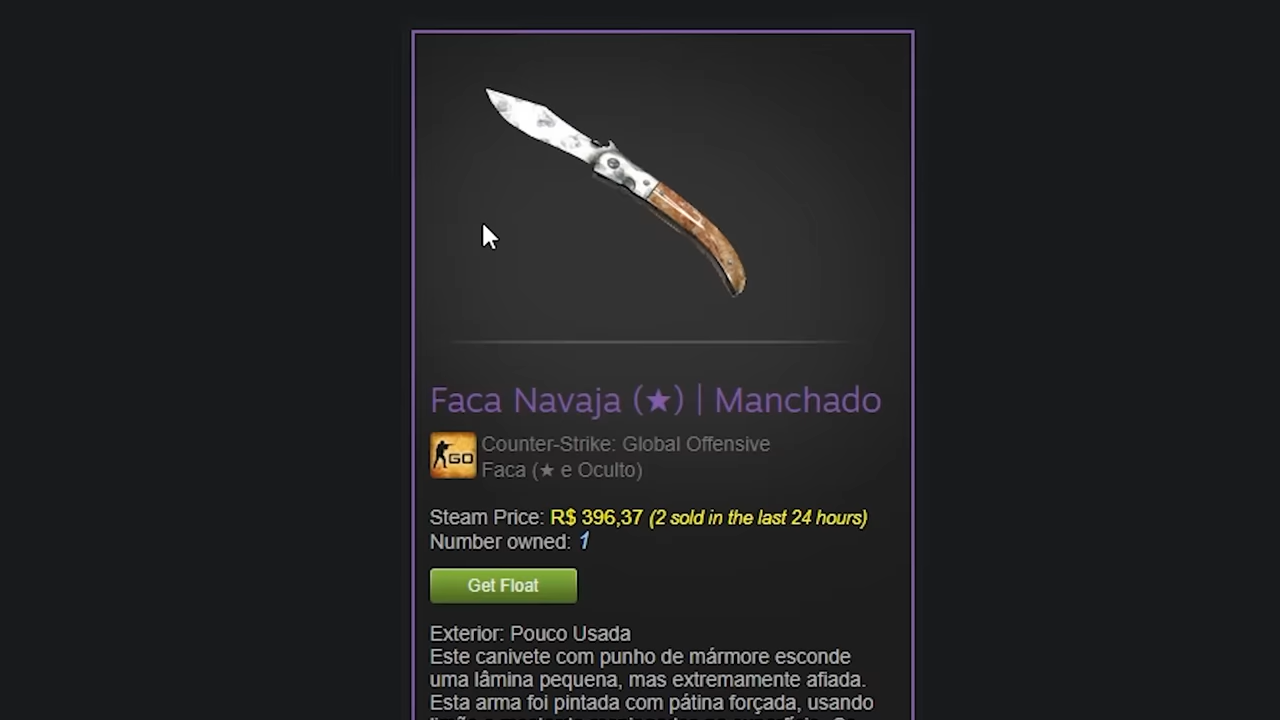 Faca Navaja (★) | Manchado
GO
Counter-Strike: Global Offensive
Faca (★ e Oculto)
Steam Price: R$ 396,37 (2 sold in the last 24 hours)
Number owned: 1
Get Float
Exterior: Pouco Usada
Este canivete com punho de mármore esconde
uma lâmina pequena, mas extremamente afiada.
Esta arma foi pintada com pátina forçada, usando